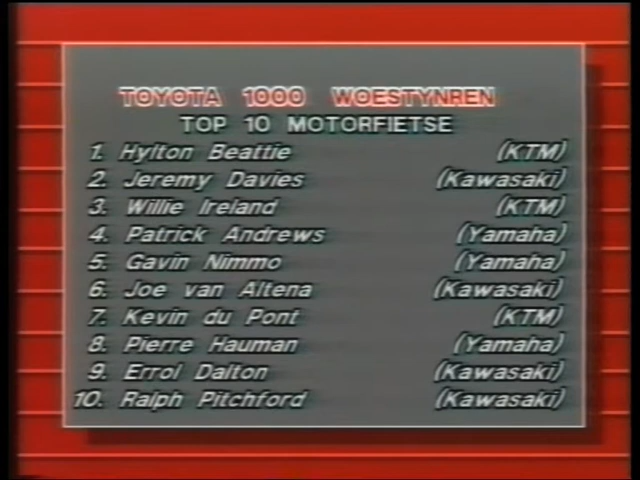 TOYOTA 1000 WOESTYNREN
TOP 10 MOTORFIETSE
1. Hylton Beattie (KTM)
2. Jeremy Davies (Kawasaki)
3. Willie Ireland (KTM)
4. Patrick Andrews (Yamaha)
5. Gavin Nimmo (Yamaha)
6. Joe van Altena (Kawasaki)
7. Kevin du Pont (KTM)
8. Pierre Hauman (Yamaha)
9. Errol Dalton (Kawasaki)
10. Ralph Pitchford (Kawasaki)